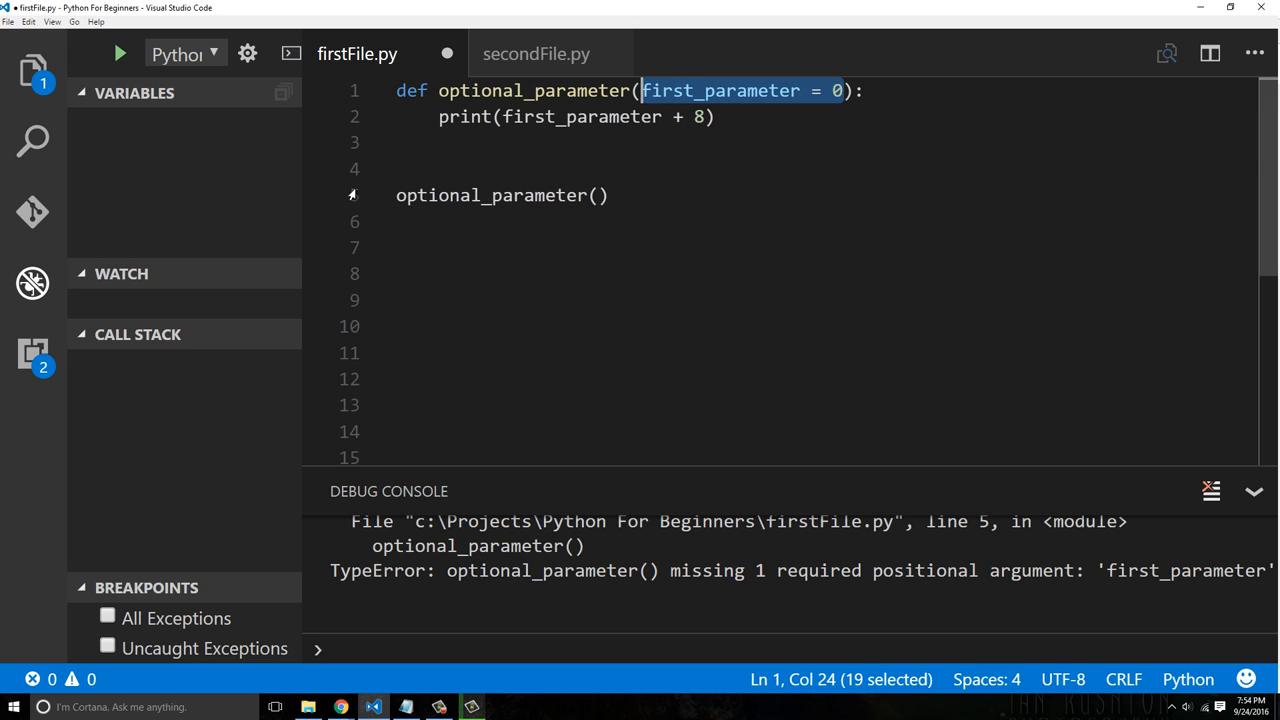 ● firstFile.py - Python For Beginners - Visual Studio Code
File Edit View Go Help
Pythor
firstFile.py
secondFile.py
1
VARIABLES
1 def optional_parameter(first_parameter = 0):
2 print(first_parameter + 8)
3
4
optional_parameter()
6
7
8
9
10
11
12
13
14
15
WATCH
CALL STACK
2
BREAKPOINTS
All Exceptions
Uncaught Exceptions
DEBUG CONSOLE
File "c:\Projects\Python For Beginners\firstFile.py", line 5, in <module>
optional_parameter()
TypeError: optional_parameter() missing 1 required positional argument: 'first_parameter'
0 0
Ln 1, Col 24 (19 selected) Spaces: 4 UTF-8 CRLF Python
I'm Cortana. Ask me anything.
7:54 PM
9/24/2016